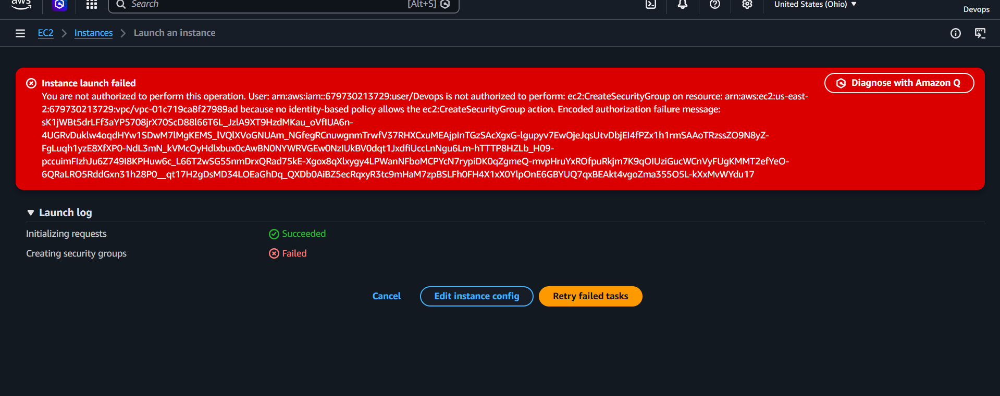 aws
Search
[Alt+S]
United States (Ohio)
Devops
EC2
Instances
Launch an instance
Instance launch failed
Diagnose with Amazon Q
You are not authorized to perform this operation. User: arn:aws:iam::679730213729:user/Devops is not authorized to perform: ec2:CreateSecurityGroup on resource: arn:aws:ec2:us-east-
2:679730213729:vpc/vpc-01c719ca8f27989ad because no identity-based policy allows the ec2:CreateSecurityGroup action. Encoded authorization failure message:
sK1jWBt5drLFf3aYP5708jrX70ScD88l66T6L_JzlA9XT9HzdMKau_oVfIUA6n-
4UGRvDuklw4oqdHYw1SDwM7lMgKEMS_lVQlXVoGNUAm_NGfegRCnuwgnmTrwfV37RHXCxuMEAjpInTGzSAcXgxG-lgupyv7EwOjeJqsUtvDbjEI4fPZx1h1rmSAAoTRzssZO9N8yZ-
FgLuqh1yzE8XfXP0-NdL3mN_kVMcOyHdlxbux0cAwBN0NYWRVGEw0NzIUkBV0dqt1JxdfiUccLnNgu6Lm-hTTTP8HZLb_H09-
pccuimFIzhJu6Z749I8KPHuw6c_L66T2wSG55nmDrxQRad75kE-Xgox8qXlxygy4LPWanNFboMCPYcN7rypiDK0qZgmeQ-mvpHruYxROfpuRkjm7K9qOIUziGucWCnVyFUgKMMT2efYeO-
6QRaLRO5RddGxn31h28P0__qt17H2gDsMD34LOEaGhDq_QXDb0AiBZ5ecRqxyR3tc9mHaM7zpBSLFh0FH4X1xX0YlpOnE6GBYUQ7qxBEAkt4vgoZma355O5L-kXxMvWYdu17
Launch log
Initializing requests
Succeeded
Creating security groups
Failed
Cancel
Edit instance config
Retry failed tasks